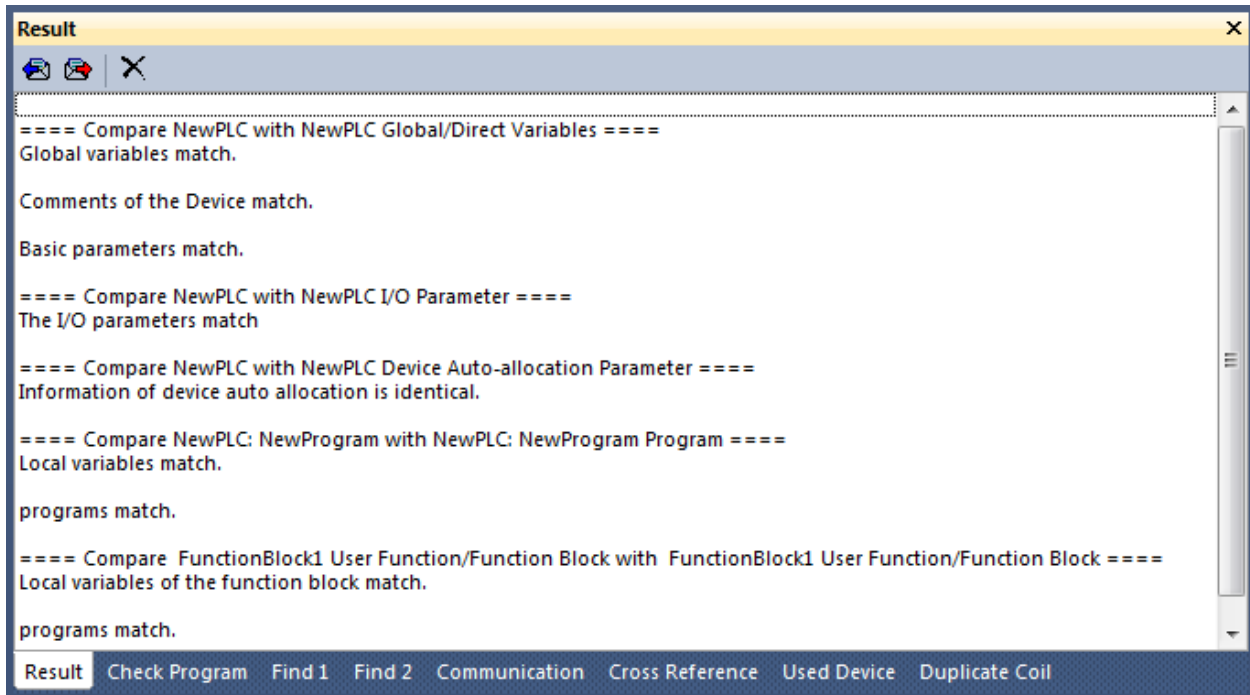 Result
==== Compare NewPLC with NewPLC Global/Direct Variables ====
Global variables match.
Comments of the Device match.
Basic parameters match.
==== Compare NewPLC with NewPLC I/O Parameter ====
The I/O parameters match
==== Compare NewPLC with NewPLC Device Auto-allocation Parameter ====
Information of device auto allocation is identical.
==== Compare NewPLC: NewProgram with NewPLC: NewProgram Program ====
Local variables match.
programs match.
==== Compare  FunctionBlock1 User Function/Function Block with  FunctionBlock1 User Function/Function Block ====
Local variables of the function block match.
programs match.
Result Check Program Find 1 Find 2 Communication Cross Reference Used Device Duplicate Coil